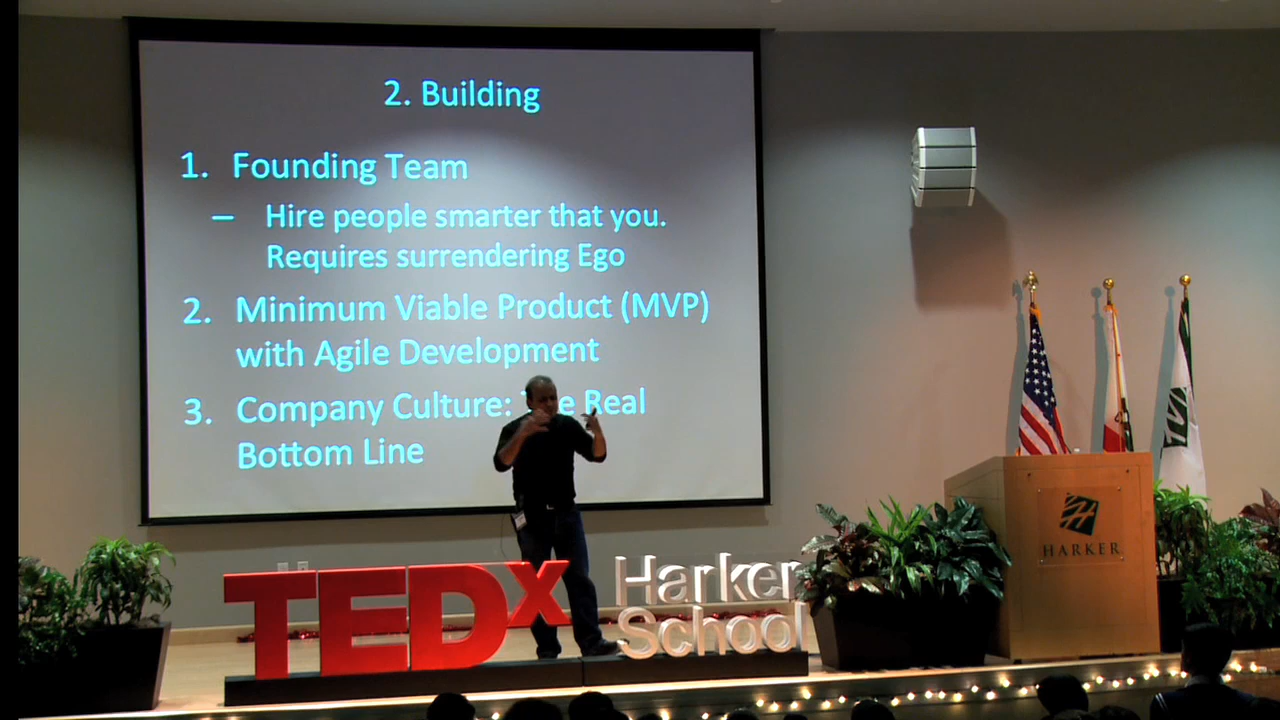 2. Building
1. Founding Team
– Hire people smarter that you.
Requires surrendering Ego
2. Minimum Viable Product (MVP)
with Agile Development
3. Company Culture: The Real
Bottom Line
TEDx
Harker
School
HARKER